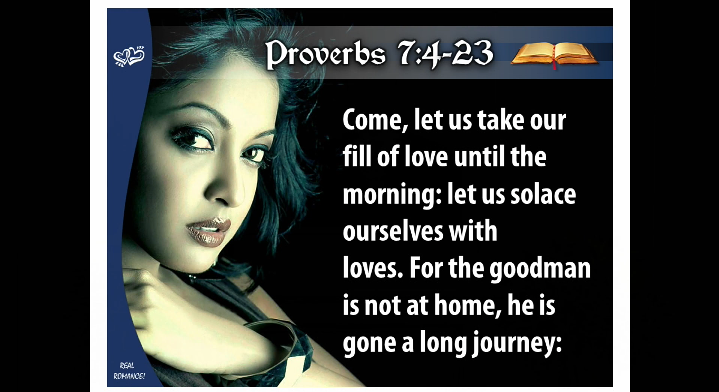 Proverbs 7:4-23
Come, let us take our
fill of love until the
morning: let us solace
ourselves with
loves. For the goodman
is not at home, he is
gone a long journey:
REAL
ROMANCE!